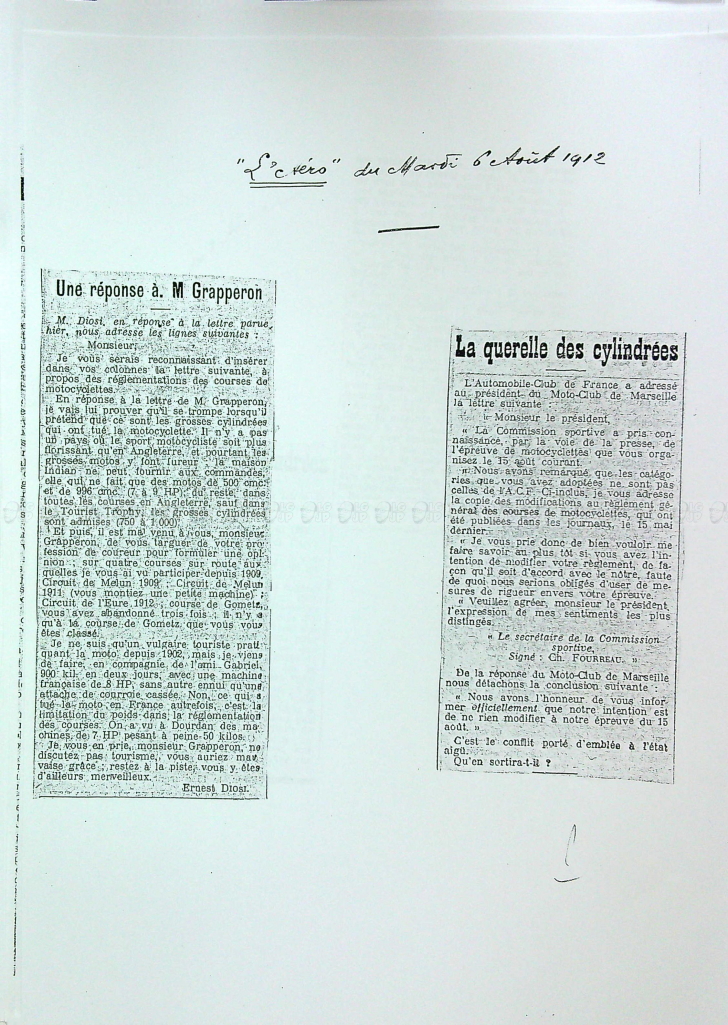 "L'Aéro" du Mardi 6 Août 1912
Une réponse à. M Grapperon
M. Diosi, en réponse à la lettre parue
hier, nous adresse les lignes suivantes :
Monsieur,
Je vous serais reconnaissant d'insérer
dans vos colonnes la lettre suivante, à
propos des réglementations des courses de
motocyclettes.
En réponse à la lettre de M. Grapperon,
je vais lui prouver qu'il se trompe lorsqu'il
prétend que ce sont les grosses cylindrées
qui ont tué la motocyclette. Il n'y a pas
un pays où le sport motocycliste soit plus
florissant qu'en Angleterre, et pourtant les
grosses motos y font fureur : la maison
Indian ne peut fournir aux commandes,
elle qui ne fait que des motos de 500 cmc.
et de 996 cmc. (7 à 9 HP); du reste, dans
toutes les courses en Angleterre, sauf dans
le Tourist Trophy, les grosses cylindrées
sont admises (750 à 1.000).
Et puis, il est mal venu à vous, monsieur
Grapperon, de vous targuer de votre pro-
fession de coureur pour formuler une opi-
nion ; sur quatre courses sur route aux-
quelles je vous ai vu participer depuis 1909,
Circuit de Melun 1909 ; Circuit de Melun
1911 (vous montiez une petite machine) ;
Circuit de l'Eure 1912 ; course de Gometz,
vous avez abandonné trois fois ; il n'y a
qu'à la course de Gometz que vous vous
êtes classé.
Je ne suis qu'un vulgaire touriste prati-
quant la moto depuis 1902, mais je viens
de faire, en compagnie de l'ami Gabriel,
900 kil. en deux jours, avec une machine
française de 8 HP, sans autre ennui qu'une
attache de courroie cassée. Non, ce qui a
tué la moto en France autrefois, c'est la
limitation du poids dans la réglementation
des courses. On a vu à Dourdan des ma-
chines de 7 HP pesant à peine 50 kilos.
Je vous en prie, monsieur Grapperon, ne
discutez pas tourisme, vous auriez mau-
vaise grâce ; restez à la piste, vous y êtes
d'ailleurs merveilleux.
Ernest Diosi.
La querelle des cylindrées
L'Automobile-Club de France a adressé
au président du Moto-Club de Marseille
la lettre suivante :
« Monsieur le président,
« La Commission sportive a pris con-
naissance, par la voie de la presse, de
l'épreuve de motocyclettes que vous orga-
nisez le 15 août courant.
« Nous avons remarqué que les catégo-
ries que vous avez adoptées ne sont pas
celles de l'A.C.F. Ci-inclus, je vous adresse
la copie des modifications au règlement gé-
néral des courses de motocyclettes, qui ont
été publiées dans les journaux, le 15 mai
dernier.
« Je vous prie donc de bien vouloir me
faire savoir au plus tôt si vous avez l'in-
tention de modifier votre règlement, de fa-
çon qu'il soit d'accord avec le nôtre, faute
de quoi nous serions obligés d'user de me-
sures de rigueur envers votre épreuve.
« Veuillez agréer, monsieur le président,
l'expression de mes sentiments les plus
distingués.
« Le secrétaire de la Commission
sportive,
Signé : Ch. Fourreau. »
De la réponse du Moto-Club de Marseille
nous détachons la conclusion suivante :
« Nous avons l'honneur de vous infor-
mer officiellement que notre intention est
de ne rien modifier à notre épreuve du 15
août. »
C'est le conflit porté d'emblée à l'état
aigu.
Qu'en sortira-t-il ?